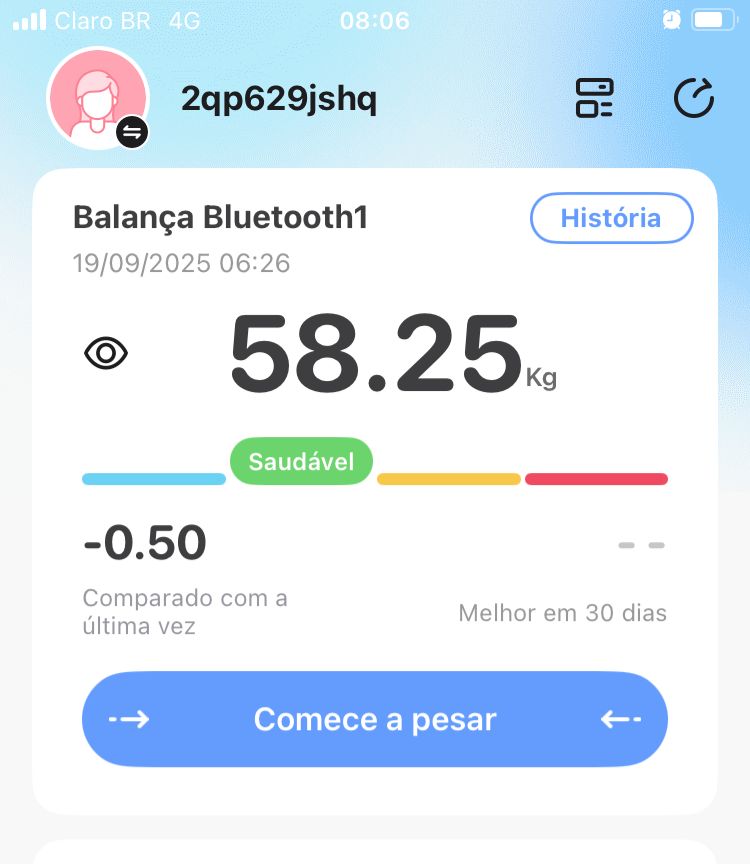 Claro BR 4G 08:06
2qp629jshq
Balança Bluetooth1
História
19/09/2025 06:26
58.25 Kg
Saudável
-0.50
- -
Comparado com a
última vez
Melhor em 30 dias
Comece a pesar